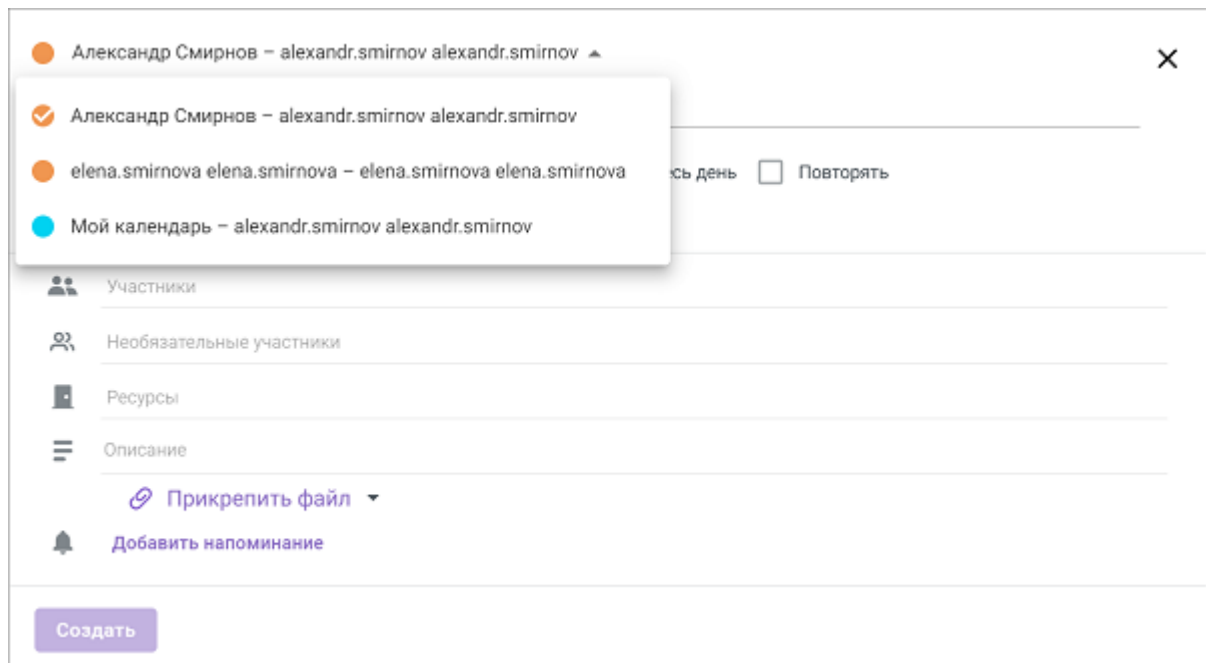 Александр Смирнов – alexandr.smirnov alexandr.smirnov
Александр Смирнов – alexandr.smirnov alexandr.smirnov
elena.smirnova elena.smirnova – elena.smirnova elena.smirnova
день Повторять
Мой календарь – alexandr.smirnov alexandr.smirnov
Участники
Необязательные участники
Ресурсы
Описание
Прикрепить файл
Добавить напоминание
Создать